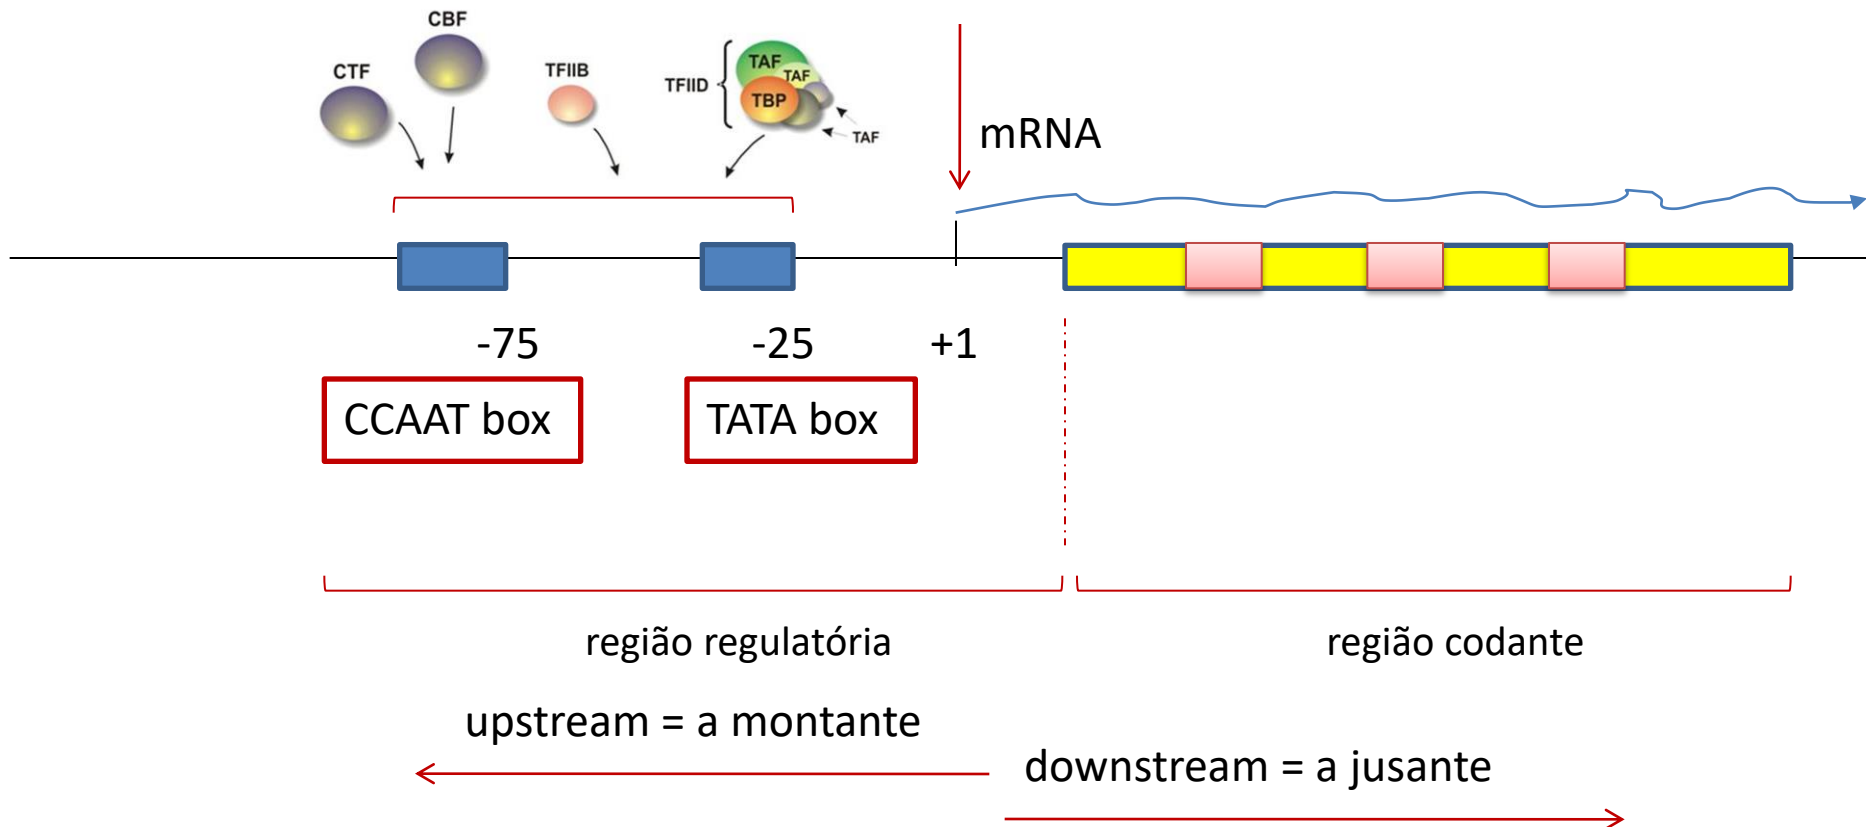 CBF
CTF
TFIIB
TFIID
TAF
TAF
TBP
TAF
mRNA
-75
-25
+1
CCAAT box
TATA box
região regulatória
região codante
upstream = a montante
downstream = a jusante